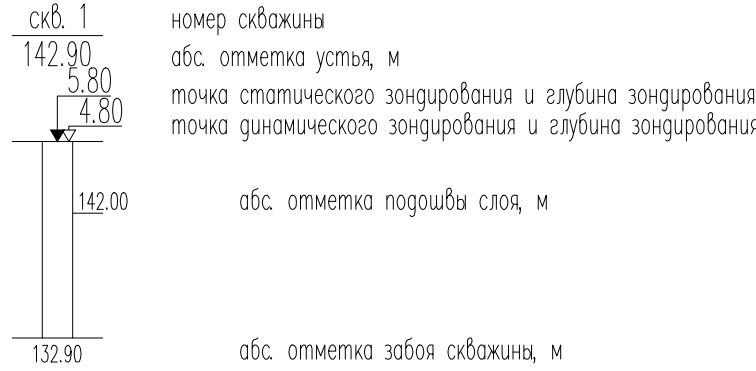 скв. 1 номер скважины
142.90 абс. отметка устья, м
5.80 точка статического зондирования и глубина зондирования
4.80 точка динамического зондирования и глубина зондирования
142.00 абс. отметка подошвы слоя, м
132.90 абс. отметка забоя скважины, м